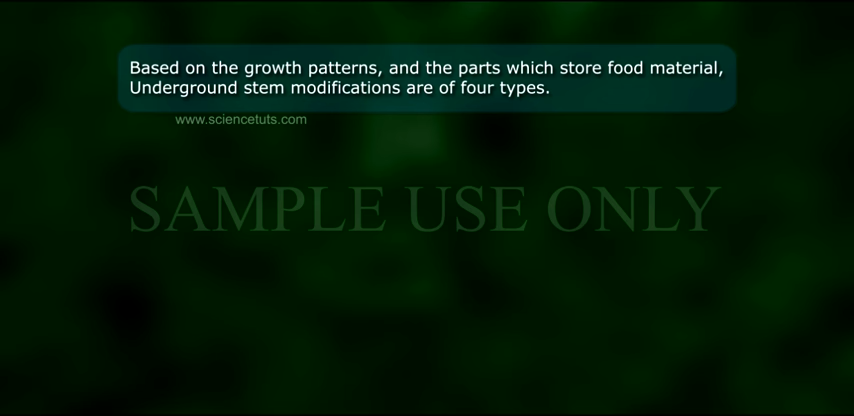 Based on the growth patterns, and the parts which store food material,
Underground stem modifications are of four types.
www.sciencetuts.com
SAMPLE USE ONLY